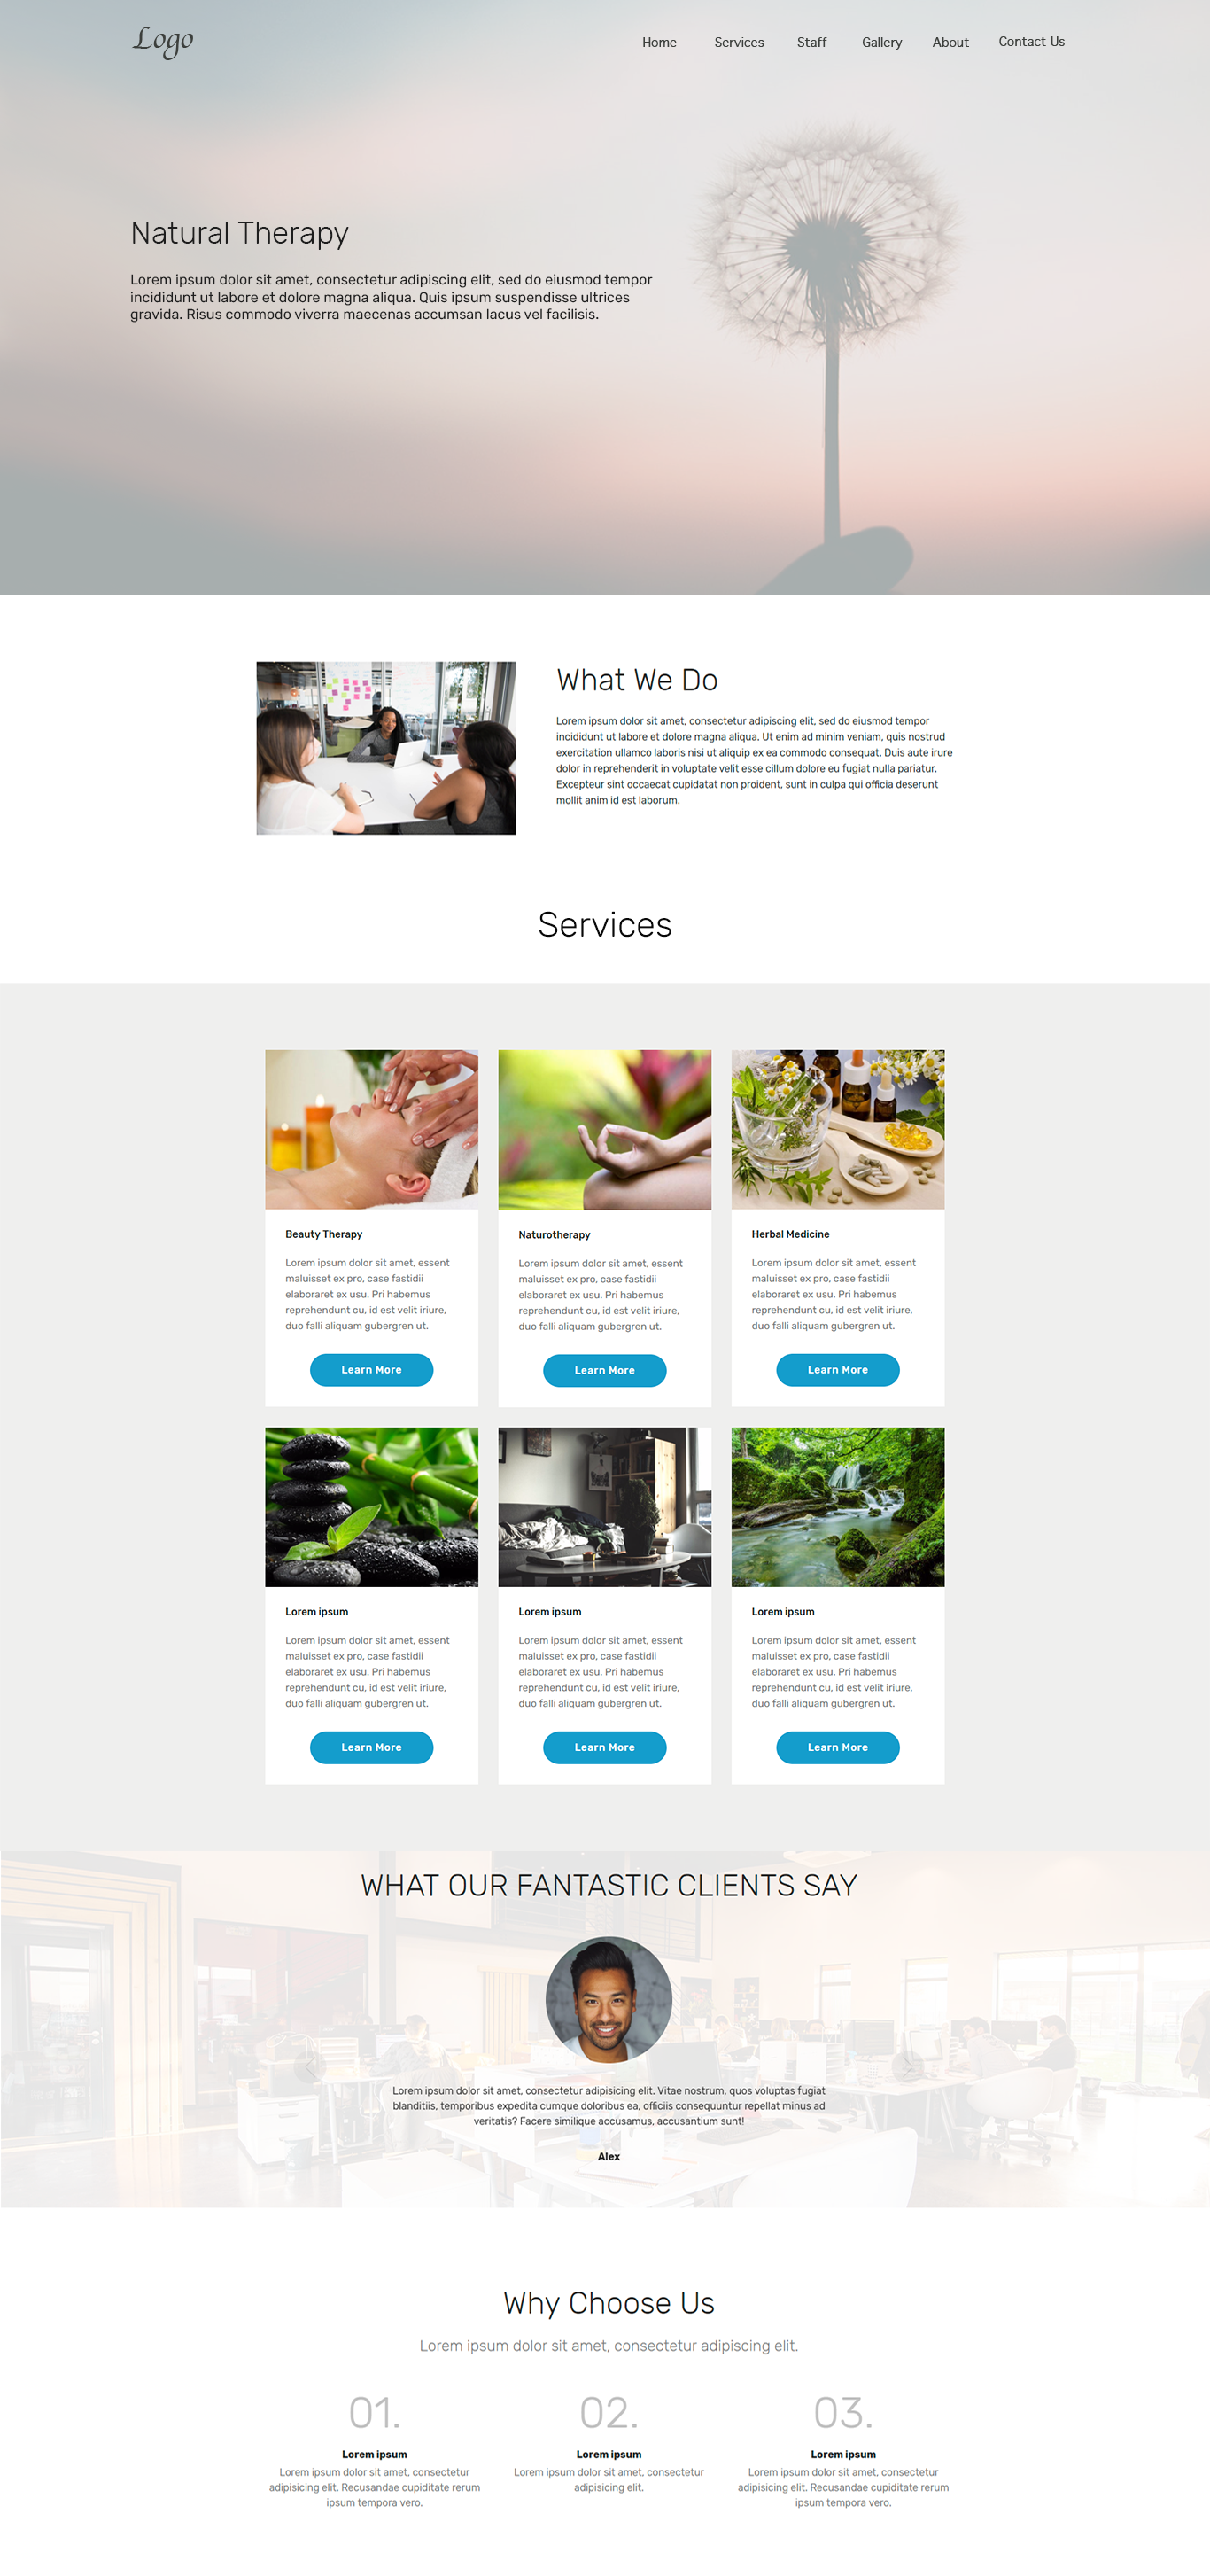 Logo
Home Services Staff Gallery About Contact Us
Natural Therapy
Lorem ipsum dolor sit amet, consectetur adipiscing elit, sed do eiusmod tempor
incididunt ut labore et dolore magna aliqua. Quis ipsum suspendisse ultrices
gravida. Risus commodo viverra maecenas accumsan lacus vel facilisis.
What We Do
Lorem ipsum dolor sit amet, consectetur adipiscing elit, sed do eiusmod tempor
incididunt ut labore et dolore magna aliqua. Ut enim ad minim veniam, quis nostrud
exercitation ullamco laboris nisi ut aliquip ex ea commodo consequat. Duis aute irure
dolor in reprehenderit in voluptate velit esse cillum dolore eu fugiat nulla pariatur.
Excepteur sint occaecat cupidatat non proident, sunt in culpa qui officia deserunt
mollit anim id est laborum.
Services
Beauty Therapy
Lorem ipsum dolor sit amet, essent
maluisset ex pro, case fastidii
elaboraret ex usu. Pri habemus
reprehendunt cu, id est velit iriure,
duo falli aliquam gubergren ut.
Learn More
Naturotherapy
Lorem ipsum dolor sit amet, essent
maluisset ex pro, case fastidii
elaboraret ex usu. Pri habemus
reprehendunt cu, id est velit iriure,
duo falli aliquam gubergren ut.
Learn More
Herbal Medicine
Lorem ipsum dolor sit amet, essent
maluisset ex pro, case fastidii
elaboraret ex usu. Pri habemus
reprehendunt cu, id est velit iriure,
duo falli aliquam gubergren ut.
Learn More
Lorem ipsum
Lorem ipsum dolor sit amet, essent
maluisset ex pro, case fastidii
elaboraret ex usu. Pri habemus
reprehendunt cu, id est velit iriure,
duo falli aliquam gubergren ut.
Learn More
Lorem ipsum
Lorem ipsum dolor sit amet, essent
maluisset ex pro, case fastidii
elaboraret ex usu. Pri habemus
reprehendunt cu, id est velit iriure,
duo falli aliquam gubergren ut.
Learn More
Lorem ipsum
Lorem ipsum dolor sit amet, essent
maluisset ex pro, case fastidii
elaboraret ex usu. Pri habemus
reprehendunt cu, id est velit iriure,
duo falli aliquam gubergren ut.
Learn More
WHAT OUR FANTASTIC CLIENTS SAY
Lorem ipsum dolor sit amet, consectetur adipisicing elit. Vitae nostrum, quos voluptas fugiat
blanditiis, temporibus expedita cumque doloribus ea, officiis consequuntur repellat minus ad
veritatis? Facere similique accusamus, accusantium sunt!
Alex
Why Choose Us
Lorem ipsum dolor sit amet, consectetur adipiscing elit.
01.
Lorem ipsum
Lorem ipsum dolor sit amet, consectetur
adipisicing elit. Recusandae cupiditate rerum
ipsum tempora vero.
02.
Lorem ipsum
Lorem ipsum dolor sit amet, consectetur
adipisicing elit.
03.
Lorem ipsum
Lorem ipsum dolor sit amet, consectetur
adipisicing elit. Recusandae cupiditate rerum
ipsum tempora vero.